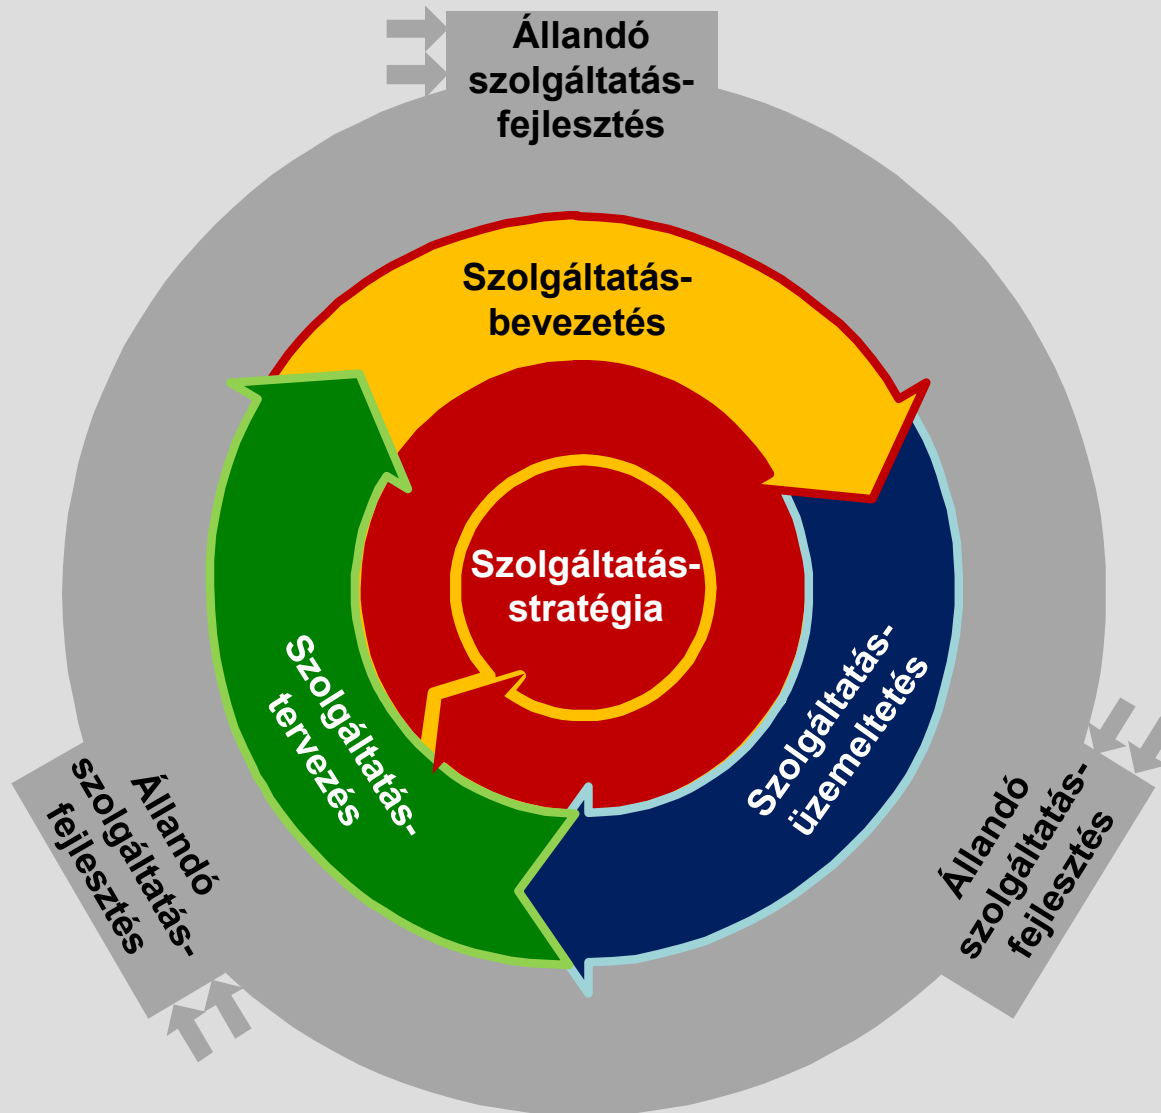 Állandó
szolgáltatás-
fejlesztés
Szolgáltatás-
bevezetés
Szolgáltatás-
stratégia
Szolgáltatás-
tervezés
Szolgáltatás-
üzemeltetés
Állandó
szolgáltatás-
fejlesztés
Állandó
szolgáltatás-
fejlesztés